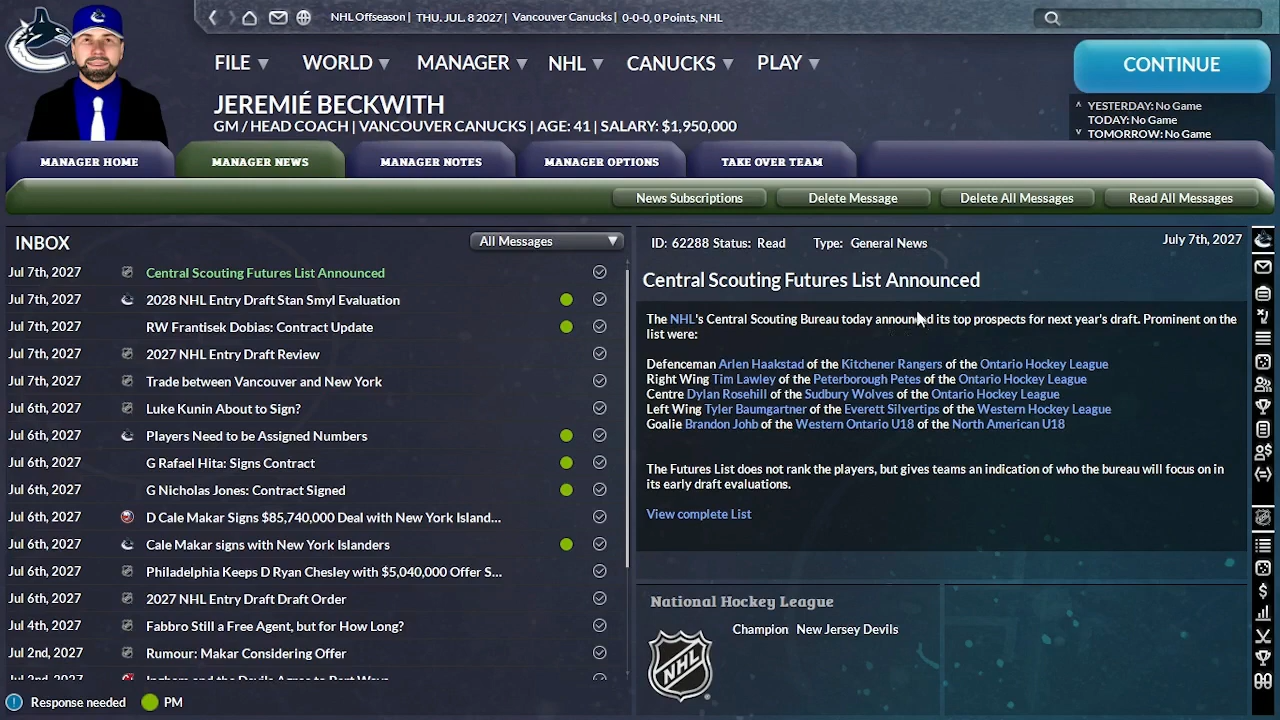 NHL Offseason | THU. JUL. 8 2027 | Vancouver Canucks | 0-0-0, 0 Points, NHL
FILE WORLD MANAGER NHL CANUCKS PLAY
CONTINUE
JEREMIÉ BECKWITH
GM / HEAD COACH | VANCOUVER CANUCKS | AGE: 41 | SALARY: $1,950,000
YESTERDAY: No Game
TODAY: No Game
TOMORROW: No Game
MANAGER HOME MANAGER NEWS MANAGER NOTES MANAGER OPTIONS TAKE OVER TEAM
News Subscriptions Delete Message Delete All Messages Read All Messages
INBOX All Messages
Jul 7th, 2027 Central Scouting Futures List Announced
Jul 7th, 2027 2028 NHL Entry Draft Stan Smyl Evaluation
Jul 7th, 2027 RW Frantisek Dobias: Contract Update
Jul 7th, 2027 2027 NHL Entry Draft Review
Jul 7th, 2027 Trade between Vancouver and New York
Jul 6th, 2027 Luke Kunin About to Sign?
Jul 6th, 2027 Players Need to be Assigned Numbers
Jul 6th, 2027 G Rafael Hita: Signs Contract
Jul 6th, 2027 G Nicholas Jones: Contract Signed
Jul 6th, 2027 D Cale Makar Signs $85,740,000 Deal with New York Island...
Jul 6th, 2027 Cale Makar signs with New York Islanders
Jul 6th, 2027 Philadelphia Keeps D Ryan Chesley with $5,040,000 Offer S...
Jul 6th, 2027 2027 NHL Entry Draft Draft Order
Jul 4th, 2027 Fabbro Still a Free Agent, but for How Long?
Jul 2nd, 2027 Rumour: Makar Considering Offer
Response needed PM
ID: 62288 Status: Read Type: General News July 7th, 2027
Central Scouting Futures List Announced
The NHL's Central Scouting Bureau today announced its top prospects for next year's draft. Prominent on the
list were:
Defenceman Arlen Haakstad of the Kitchener Rangers of the Ontario Hockey League
Right Wing Tim Lawley of the Peterborough Petes of the Ontario Hockey League
Centre Dylan Rosehill of the Sudbury Wolves of the Ontario Hockey League
Left Wing Tyler Baumgartner of the Everett Silvertips of the Western Hockey League
Goalie Brandon Johb of the Western Ontario U18 of the North American U18
The Futures List does not rank the players, but gives teams an indication of who the bureau will focus on in
its early draft evaluations.
View complete List
National Hockey League
Champion New Jersey Devils
NHL